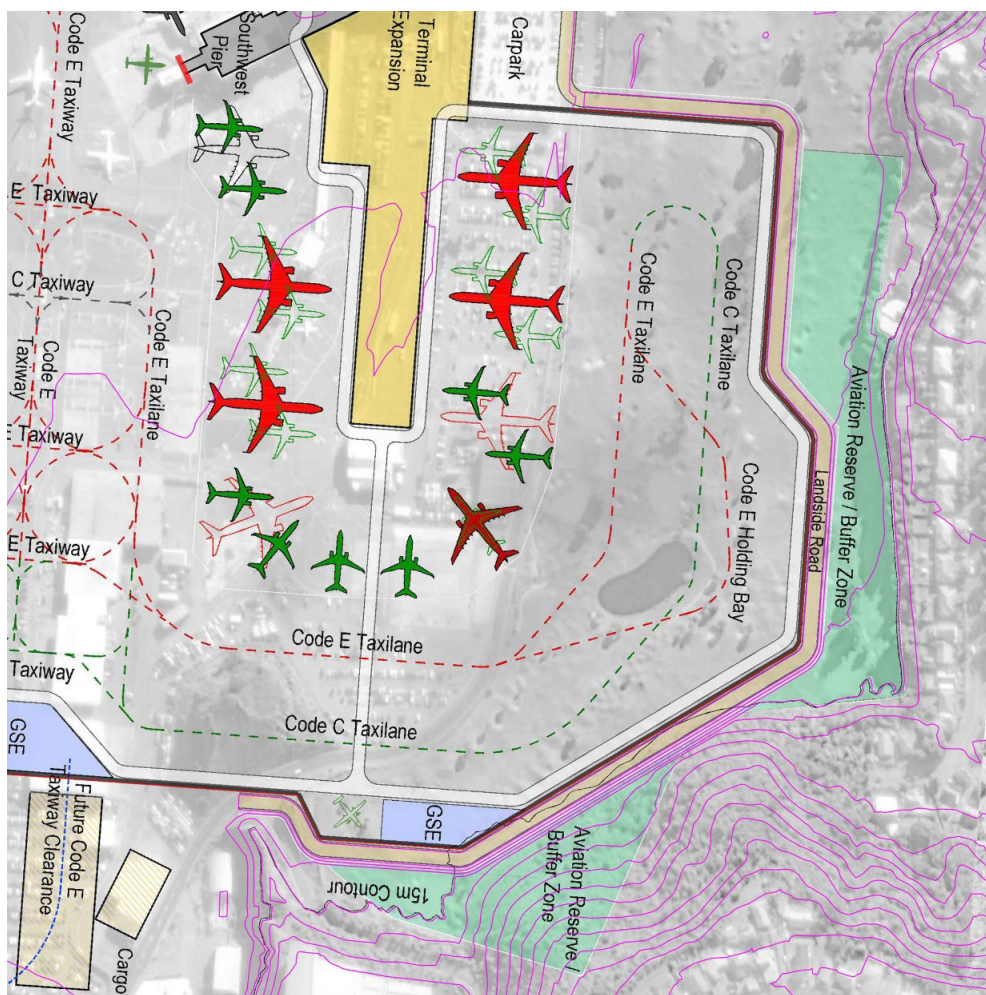 Code E Taxiway
Southwest
Pier
Terminal
Expansion
Carpark
E Taxiway
C Taxiway
Code E
Taxiway
Code E Taxilane
Code E Taxilane
Code C Taxilane
E Taxiway
E Taxiway
Code E Holding Bay
Landside Road
Aviation Reserve / Buffer Zone
Code E Taxilane
Taxiway
Code C Taxilane
GSE
GSE
Future Code E
Taxiway Clearance
Cargo
15m Contour
Aviation Reserve /
Buffer Zone